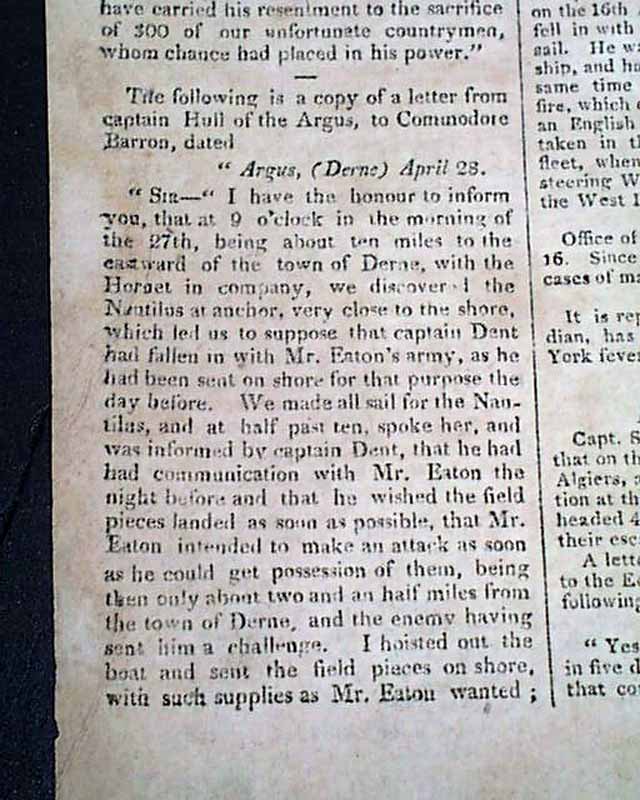 have carried his resentment to the sacrifice
of 300 of our unfortunate countrymen,
whom chance had placed in his power."
The following is a copy of a letter from
captain Hull of the Argus, to Commodore
Barron, dated
" Argus, (Derne) April 28.
" Sir—" I have the honour to inform
you, that at 9 o'clock in the morning of
the 27th, being about ten miles to the
eastward of the town of Derne, with the
Hornet in company, we discovered the
Nautilus at anchor, very close to the shore,
which led us to suppose that captain Dent
had fallen in with Mr. Eaton's army, as he
had been sent on shore for that purpose the
day before. We made all sail for the Nau-
tilas, and at half past ten, spoke her, and
was informed by captain Dent, that he had
had communication with Mr. Eaton the
night before and that he wished the field
pieces landed as soon as possible, that Mr.
Eaton intended to make an attack as soon
as he could get possession of them, being
then only about two and an half miles from
the town of Derne, and the enemy having
sent him a challenge. I hoisted out the
boat and sent the field pieces on shore,
with such supplies as Mr. Eaton wanted ;
on the 16th
fell in with
sail. He
ship, and
same time
fire, which
an English
taken in
fleet, when
steering W
the West I
Office of
16. Since
cases of
It is
dian, has
York
Capt. S
that on
Algiers,
tion at
headed 4
their
A
to the
following
" Yes
in five
that